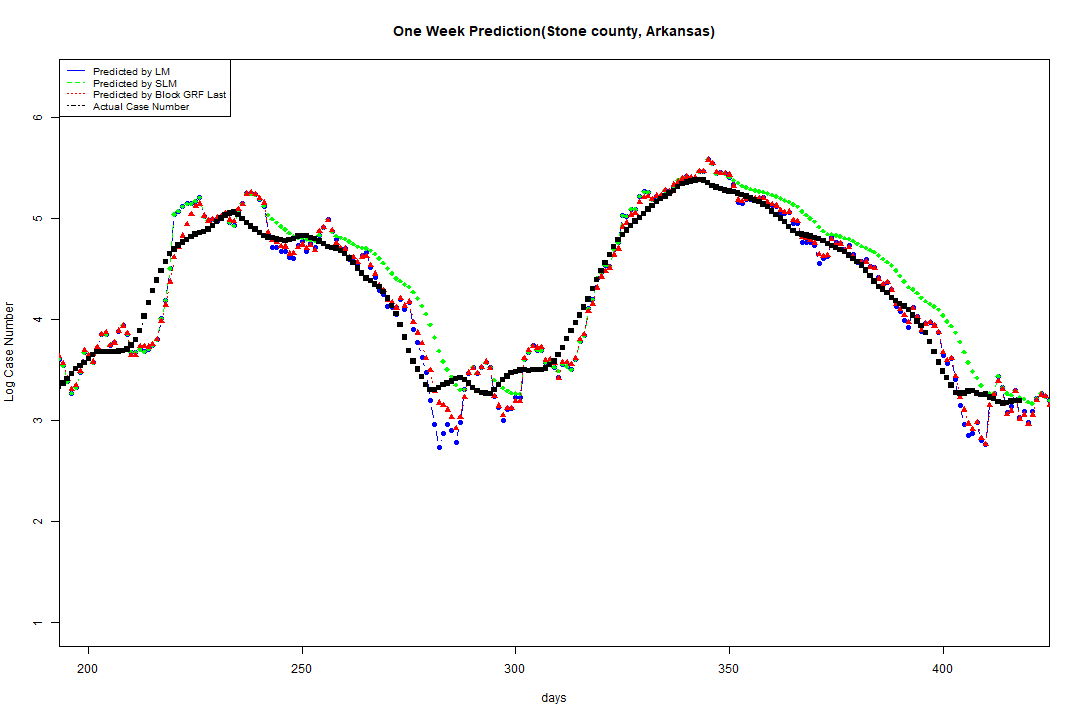 One Week Prediction(Stone county, Arkansas)
Predicted by LM
Predicted by SLM
Predicted by Block GRF Last
Actual Case Number
Log Case Number
6
5
4
3
2
1
200 250 300 350 400
days